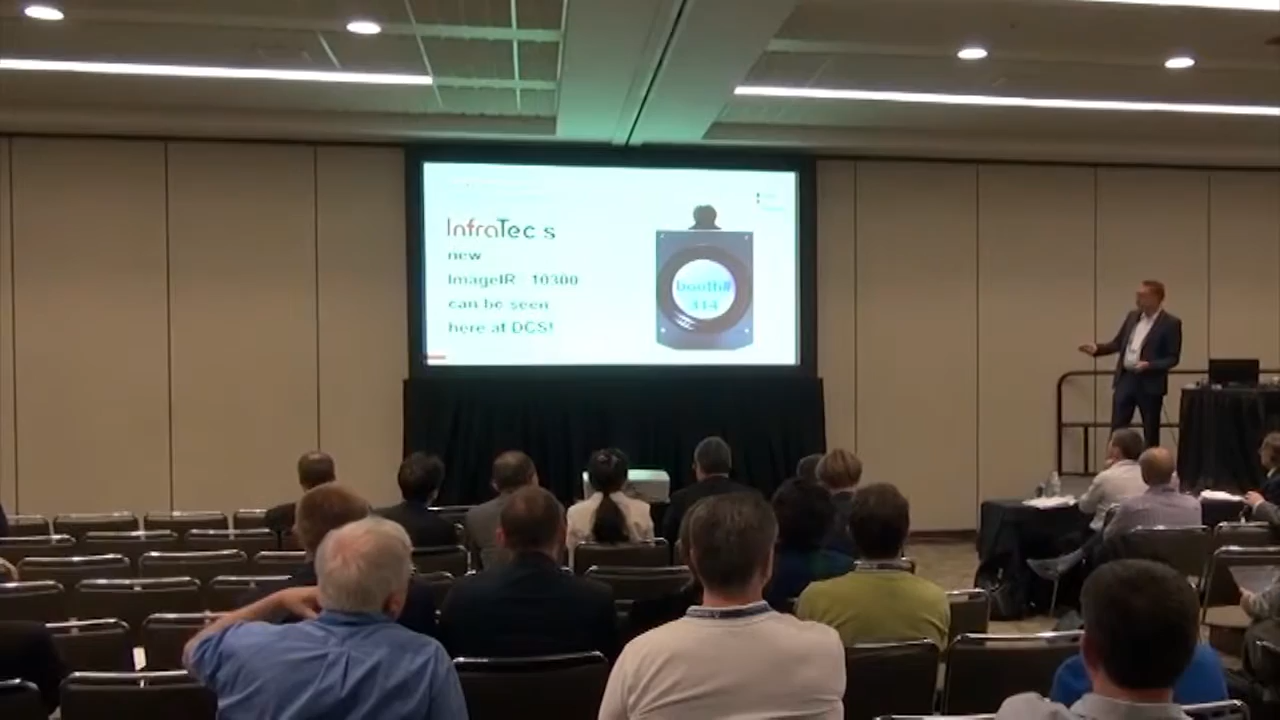 InfraTec s
new
ImageIR 10300
can be seen
here at DCS!
booth#
314